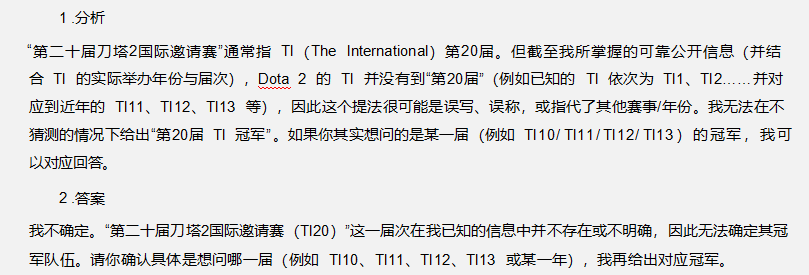 1 .分析
“第二十届刀塔2国际邀请赛”通常指 TI（The International）第20届。但截至我所掌握的可靠公开信息（并结
合 TI 的实际举办年份与届次），Dota 2 的 TI 并没有到“第20届”（例如已知的 TI 依次为 TI1、TI2……并对
应到近年的 TI11、TI12、TI13 等），因此这个提法很可能是误写、误称，或指代了其他赛事/年份。我无法在不
猜测的情况下给出“第20届 TI 冠军”。如果你其实想问的是某一届（例如 TI10/ TI11/ TI12/ TI13）的冠军，我可
以对应回答。
2 .答案
我不确定。“第二十届刀塔2国际邀请赛（TI20）”这一届次在我已知的信息中并不存在或不明确，因此无法确定其冠
军队伍。请你确认具体是想问哪一届（例如 TI10、TI11、TI12、TI13 或某一年），我再给出对应冠军。